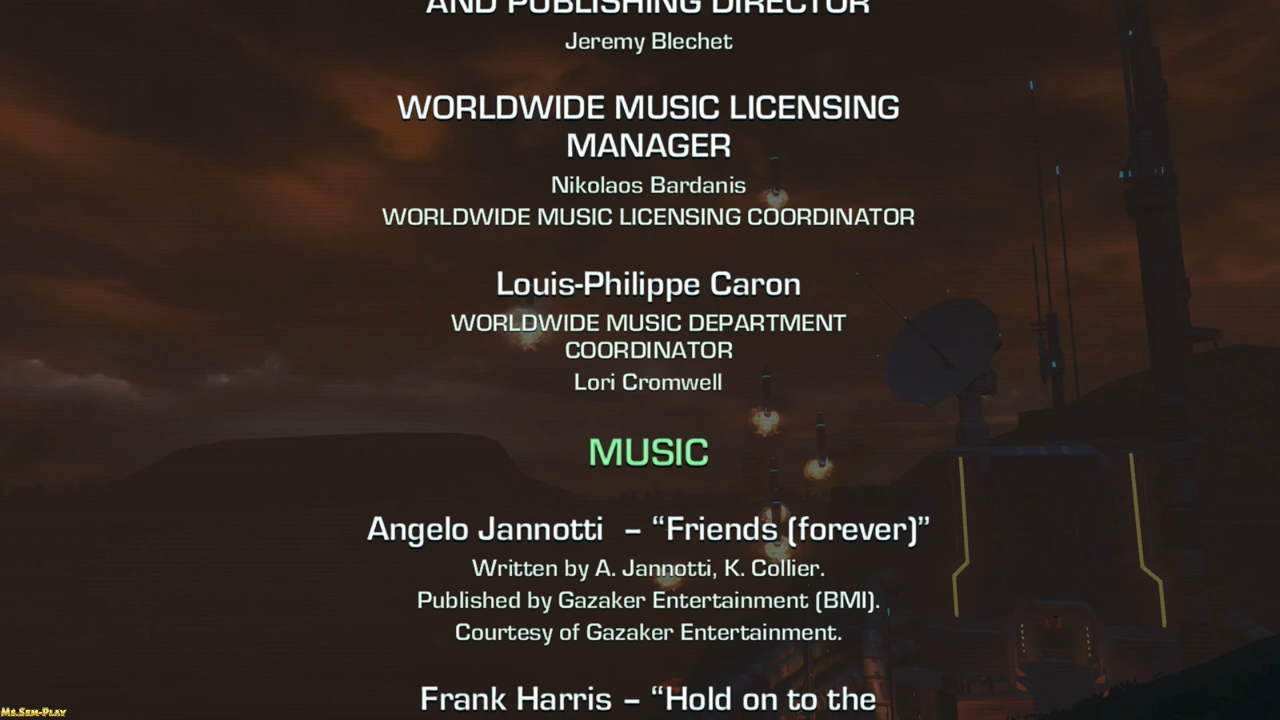 AND PUBLISHING DIRECTOR
Jeremy Blechet
WORLDWIDE MUSIC LICENSING
MANAGER
Nikolaos Bardanis
WORLDWIDE MUSIC LICENSING COORDINATOR
Louis-Philippe Caron
WORLDWIDE MUSIC DEPARTMENT
COORDINATOR
Lori Cromwell
MUSIC
Angelo Jannotti – “Friends (forever)”
Written by A. Jannotti, K. Collier.
Published by Gazaker Entertainment (BMI).
Courtesy of Gazaker Entertainment.
Frank Harris – “Hold on to the
Mg.Sem-Play